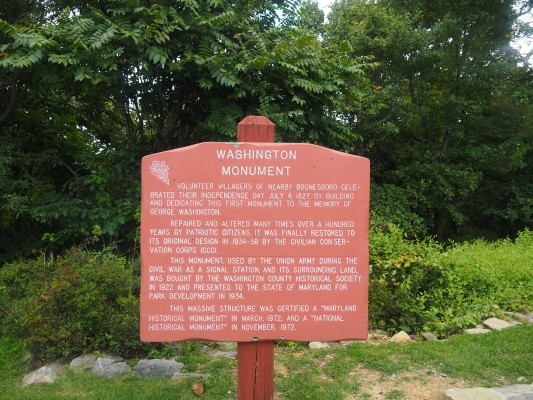 WASHINGTON
MONUMENT
VOLUNTEER VILLAGERS OF NEARBY BOONESBORO CELE-
BRATED THEIR INDEPENDENCE DAY JULY 4, 1827, BY BUILDING
AND DEDICATING THIS FIRST MONUMENT TO THE MEMORY OF
GEORGE WASHINGTON.
REPAIRED AND ALTERED MANY TIMES OVER A HUNDRED
YEARS BY PATRIOTIC CITIZENS, IT WAS FINALLY RESTORED TO
ITS ORIGINAL DESIGN IN 1934-36 BY THE CIVILIAN CONSER-
VATION CORPS (CCC).
THIS MONUMENT, USED BY THE UNION ARMY DURING THE
CIVIL WAR AS A SIGNAL STATION, AND ITS SURROUNDING LAND,
WAS BOUGHT BY THE WASHINGTON COUNTY HISTORICAL SOCIETY
IN 1922 AND PRESENTED TO THE STATE OF MARYLAND FOR
PARK DEVELOPMENT IN 1934.
THIS MASSIVE STRUCTURE WAS CERTIFIED A "MARYLAND
HISTORICAL MONUMENT" IN MARCH, 1972; AND A "NATIONAL
HISTORICAL MONUMENT" IN NOVEMBER, 1972.